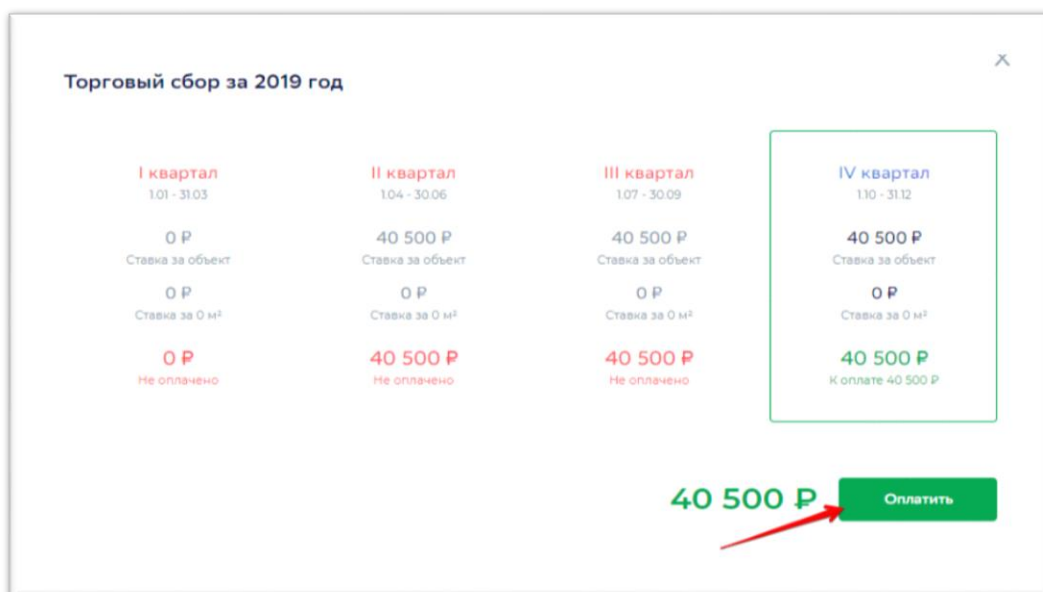 Торговый сбор за 2019 год
I квартал
1.01 - 31.03
0 ₽
Ставка за объект
0 ₽
Ставка за 0 м²
0 ₽
Не оплачено
II квартал
1.04 - 30.06
40 500 ₽
Ставка за объект
0 ₽
Ставка за 0 м²
40 500 ₽
Не оплачено
III квартал
1.07 - 30.09
40 500 ₽
Ставка за объект
0 ₽
Ставка за 0 м²
40 500 ₽
Не оплачено
IV квартал
1.10 - 31.12
40 500 ₽
Ставка за объект
0 ₽
Ставка за 0 м²
40 500 ₽
К оплате 40 500 ₽
40 500 ₽
Оплатить